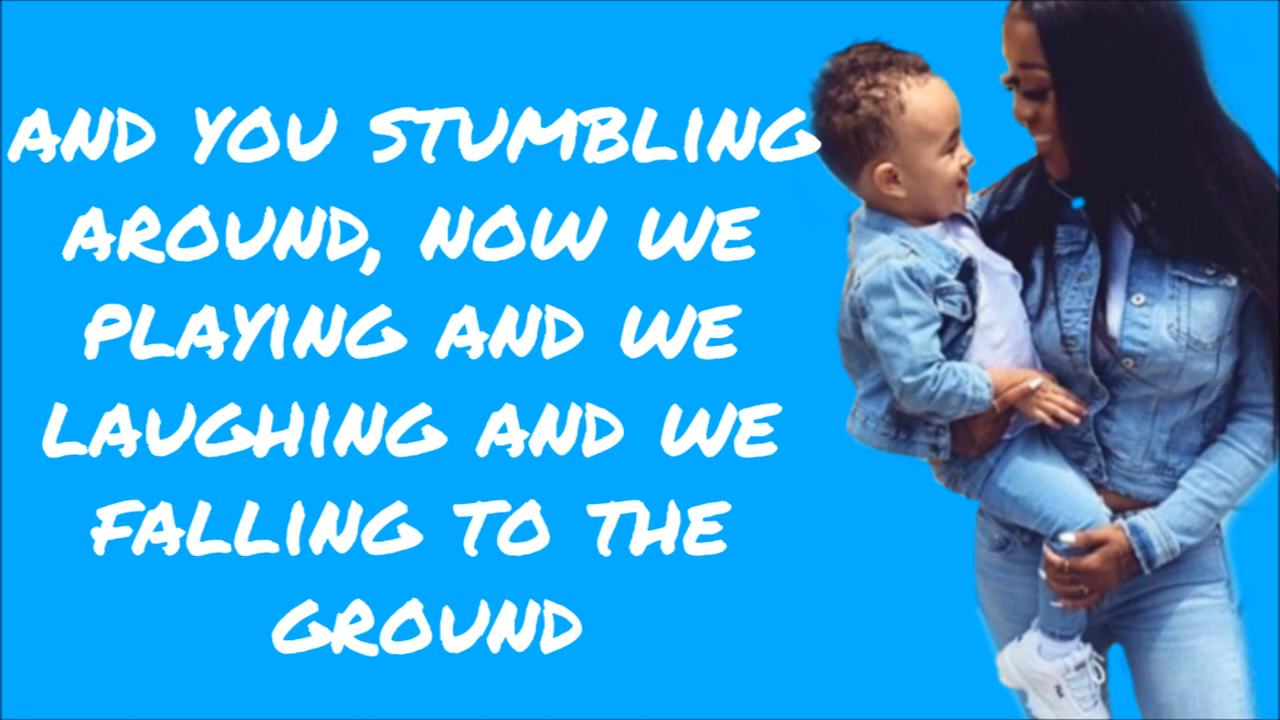 AND YOU STUMBLING
AROUND, NOW WE
PLAYING AND WE
LAUGHING AND WE
FALLING TO THE
GROUND